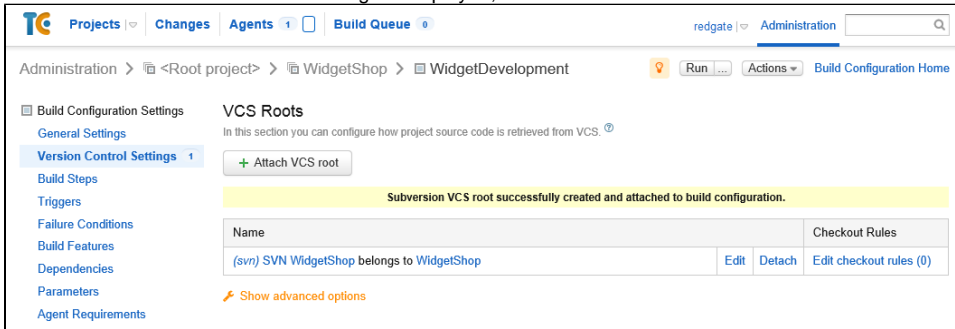 TC Projects Changes Agents 1 Build Queue 0 redgate Administration
Administration > <Root project> > WidgetShop > WidgetDevelopment Run ... Actions Build Configuration Home
Build Configuration Settings
General Settings
Version Control Settings 1
Build Steps
Triggers
Failure Conditions
Build Features
Dependencies
Parameters
Agent Requirements
VCS Roots
In this section you can configure how project source code is retrieved from VCS. ?
+ Attach VCS root
Subversion VCS root successfully created and attached to build configuration.
Name Checkout Rules
(svn) SVN WidgetShop belongs to WidgetShop Edit Detach Edit checkout rules (0)
Show advanced options